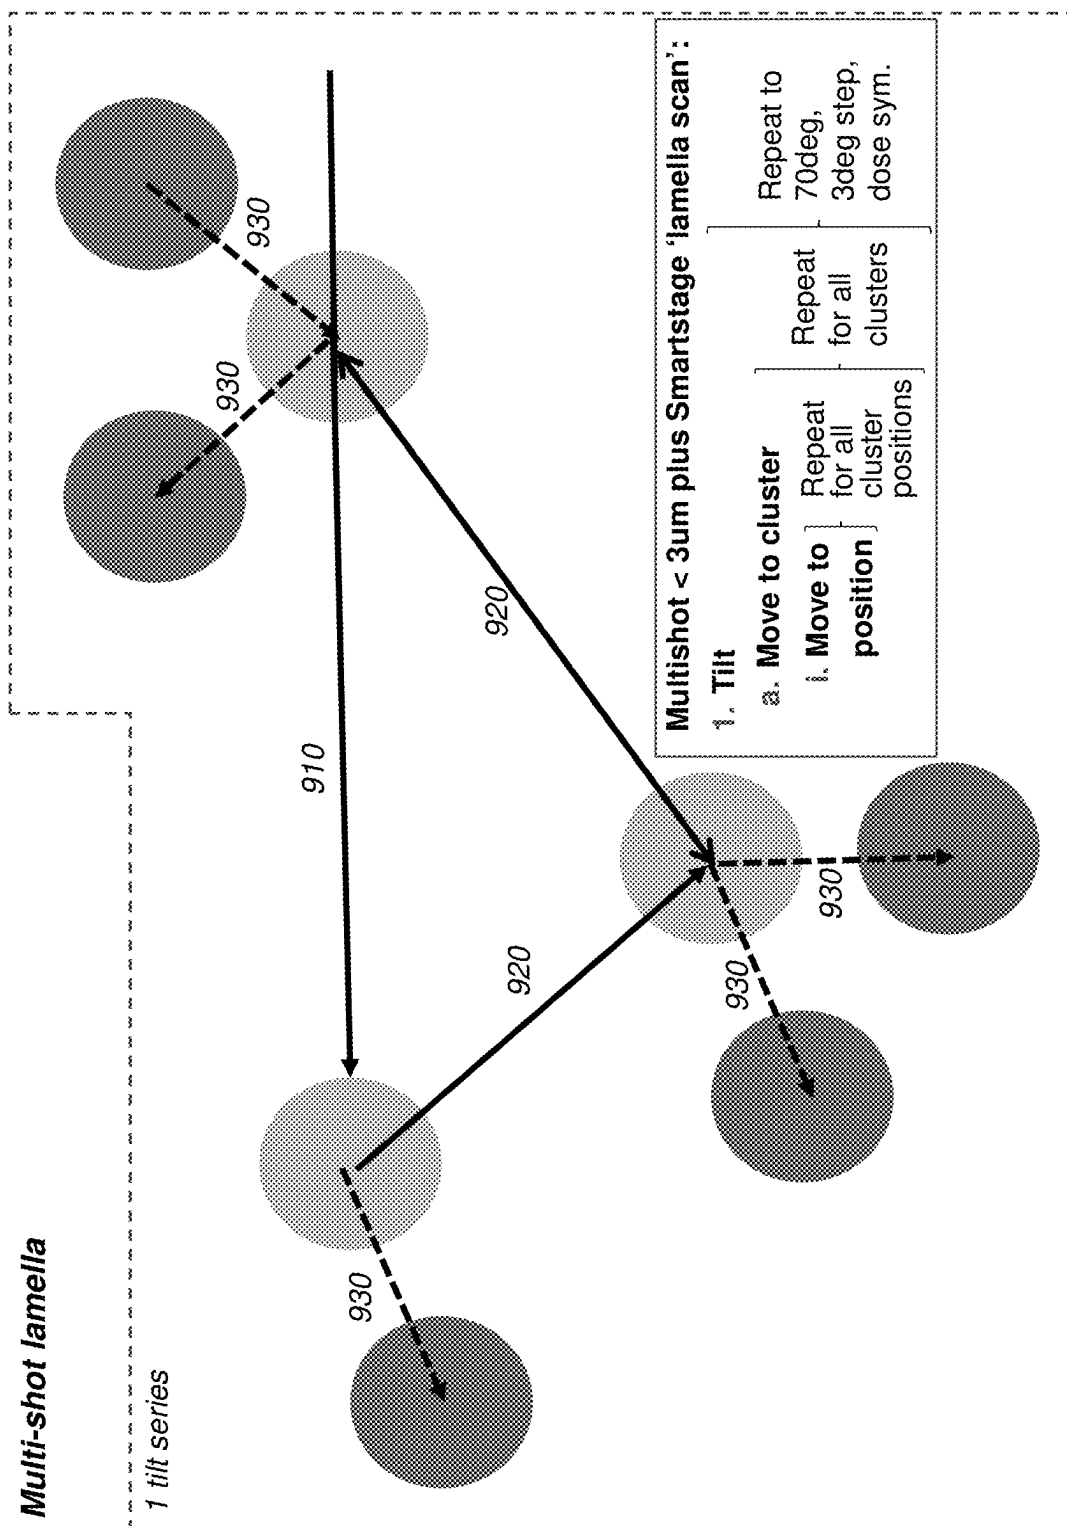 Multi-shot lamella
1 tilt series
930
920
910
930
930
920
930
930
Multishot < 3um plus Smartstage 'lamella scan':
1. Tilt
a. Move to cluster
i. Move to
position
Repeat
for all
cluster
positions
Repeat
for all
clusters
Repeat to
70deg,
3deg step,
dose sym.